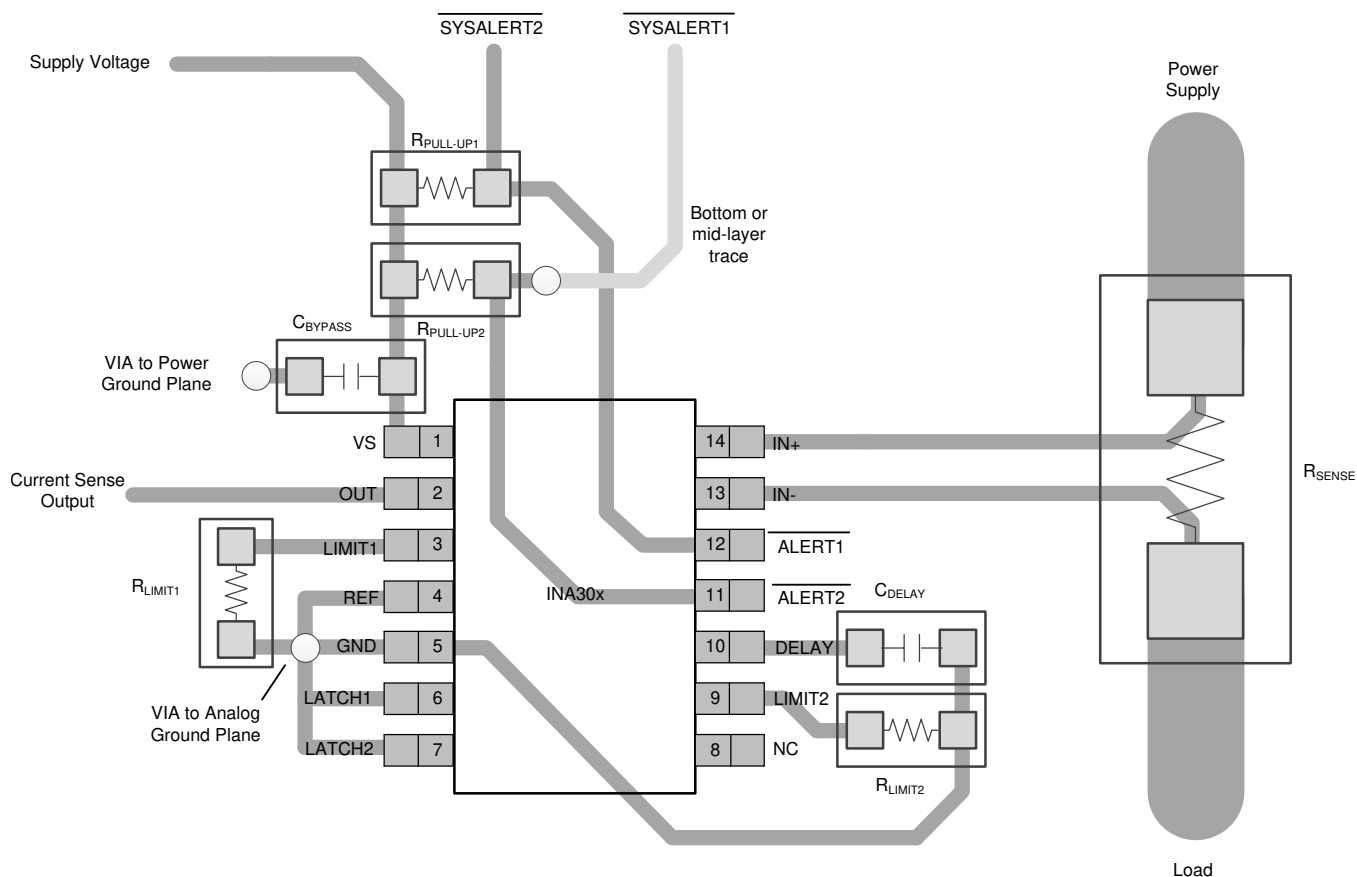 SYSALERT2
SYSALERT1
Supply Voltage
Power
Supply
RPULL-UP1
Bottom or
mid-layer
trace
CBYPASS
RPULL-UP2
VIA to Power
Ground Plane
VS
1
14
IN+
Current Sense
Output
OUT
2
13
IN-
RSENSE
LIMIT1
3
12
ALERT1
RLIMIT1
REF
4
INA30x
11
ALERT2
CDELAY
GND
5
10
DELAY
LATCH1
6
9
LIMIT2
VIA to Analog
Ground Plane
LATCH2
7
8
NC
RLIMIT2
Load